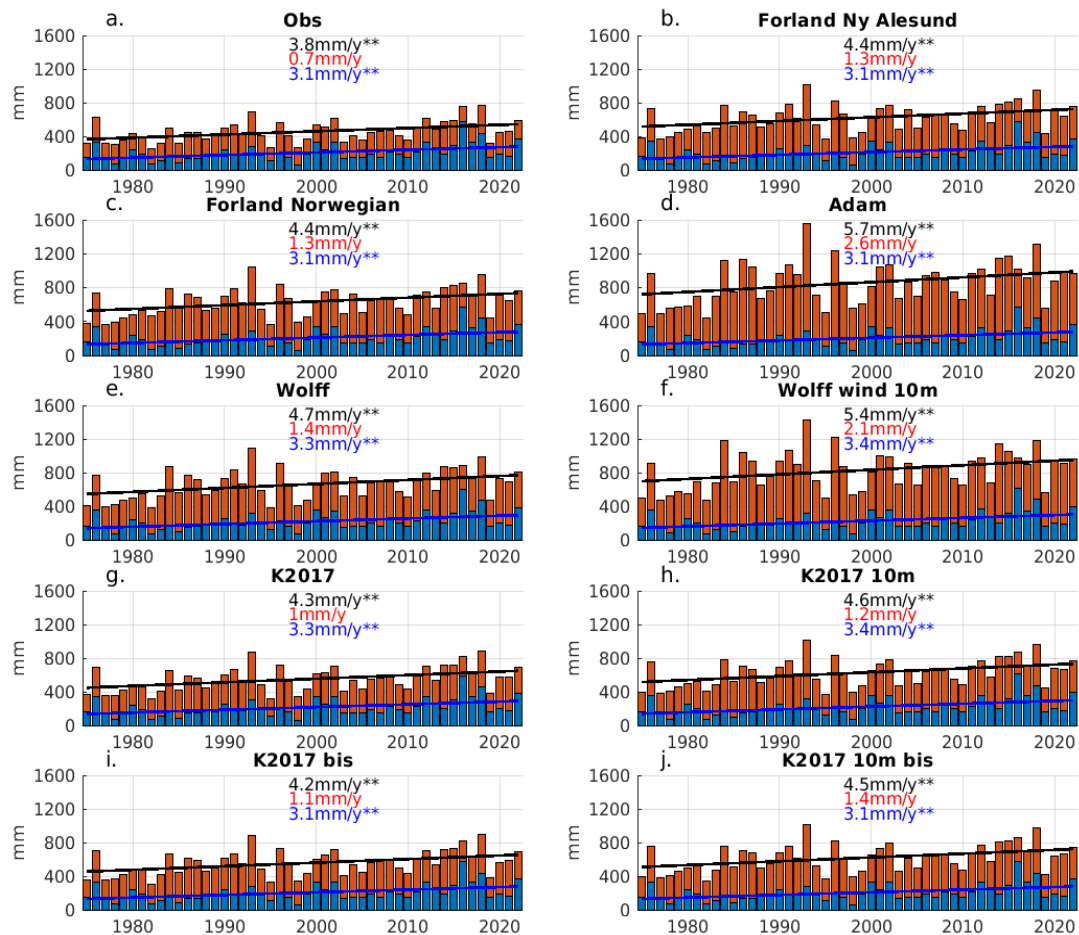 a. Obs
3.8mm/y**
0.7mm/y
3.1mm/y**
mm
1600
1200
800
400
0
1980 1990 2000 2010 2020
b. Forland Ny Alesund
4.4mm/y**
1.3mm/y
3.1mm/y**
mm
1600
1200
800
400
0
1980 1990 2000 2010 2020
c. Forland Norwegian
4.4mm/y**
1.3mm/y
3.1mm/y**
mm
1600
1200
800
400
0
1980 1990 2000 2010 2020
d. Adam
5.7mm/y**
2.6mm/y
3.1mm/y**
mm
1600
1200
800
400
0
1980 1990 2000 2010 2020
e. Wolff
4.7mm/y**
1.4mm/y
3.3mm/y**
mm
1600
1200
800
400
0
1980 1990 2000 2010 2020
f. Wolff wind 10m
5.4mm/y**
2.1mm/y
3.4mm/y**
mm
1600
1200
800
400
0
1980 1990 2000 2010 2020
g. K2017
4.3mm/y**
1mm/y
3.3mm/y**
mm
1600
1200
800
400
0
1980 1990 2000 2010 2020
h. K2017 10m
4.6mm/y**
1.2mm/y
3.4mm/y**
mm
1600
1200
800
400
0
1980 1990 2000 2010 2020
i. K2017 bis
4.2mm/y**
1.1mm/y
3.1mm/y**
mm
1600
1200
800
400
0
1980 1990 2000 2010 2020
j. K2017 10m bis
4.5mm/y**
1.4mm/y
3.1mm/y**
mm
1600
1200
800
400
0
1980 1990 2000 2010 2020